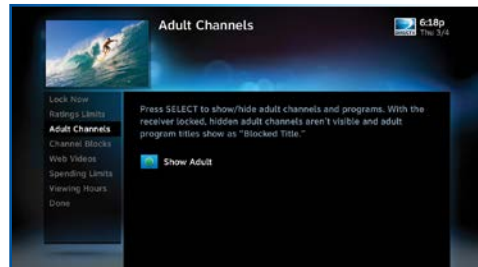 Adult Channels
DIRECTV
6:18p
Thu 3/4
Lock Now
Ratings Limits
Adult Channels
Channel Blocks
Web Videos
Spending Limits
Viewing Hours
Done
Press SELECT to show/hide adult channels and programs. With the
receiver locked, hidden adult channels aren't visible and adult
program titles show as "Blocked Title."
Show Adult